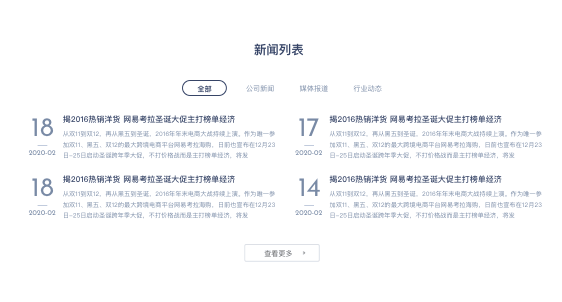 新闻列表
全部 公司新闻 媒体报道 行业动态
18
2020-02
揭2016热销洋货 网易考拉圣诞大促主打打榜单经济
从双11到双12，再从黑五到圣诞，2016年年末电商大战持续上演。作为唯一参
加双11、黑五、双12的最大跨境电商平台网易考拉海购，日前也宣布在12月23
日-25日启动圣诞跨年季大促，不打价格战而是主打榜单经济，将发
17
2020-02
揭2016热销洋货 网易考拉圣诞大促主打打榜单经济
从双11到双12，再从黑五到圣诞，2016年年末电商大战持续上演。作为唯一参
加双11、黑五、双12的最大跨境电商平台网易考拉海购，日前也宣布在12月23
日-25日启动圣诞跨年季大促，不打价格战而是主打榜单经济，将发
18
2020-02
揭2016热销洋货 网易考拉圣诞大促主打打榜单经济
从双11到双12，再从黑五到圣诞，2016年年末电商大战持续上演。作为唯一参
加双11、黑五、双12的最大跨境电商平台网易考拉海购，日前也宣布在12月23
日-25日启动圣诞跨年季大促，不打价格战而是主打榜单经济，将发
14
2020-02
揭2016热销洋货 网易考拉圣诞大促主打打榜单经济
从双11到双12，再从黑五到圣诞，2016年年末电商大战持续上演。作为唯一参
加双11、黑五、双12的最大跨境电商平台网易考拉海购，日前也宣布在12月23
日-25日启动圣诞跨年季大促，不打价格战而是主打榜单经济，将发
查看更多